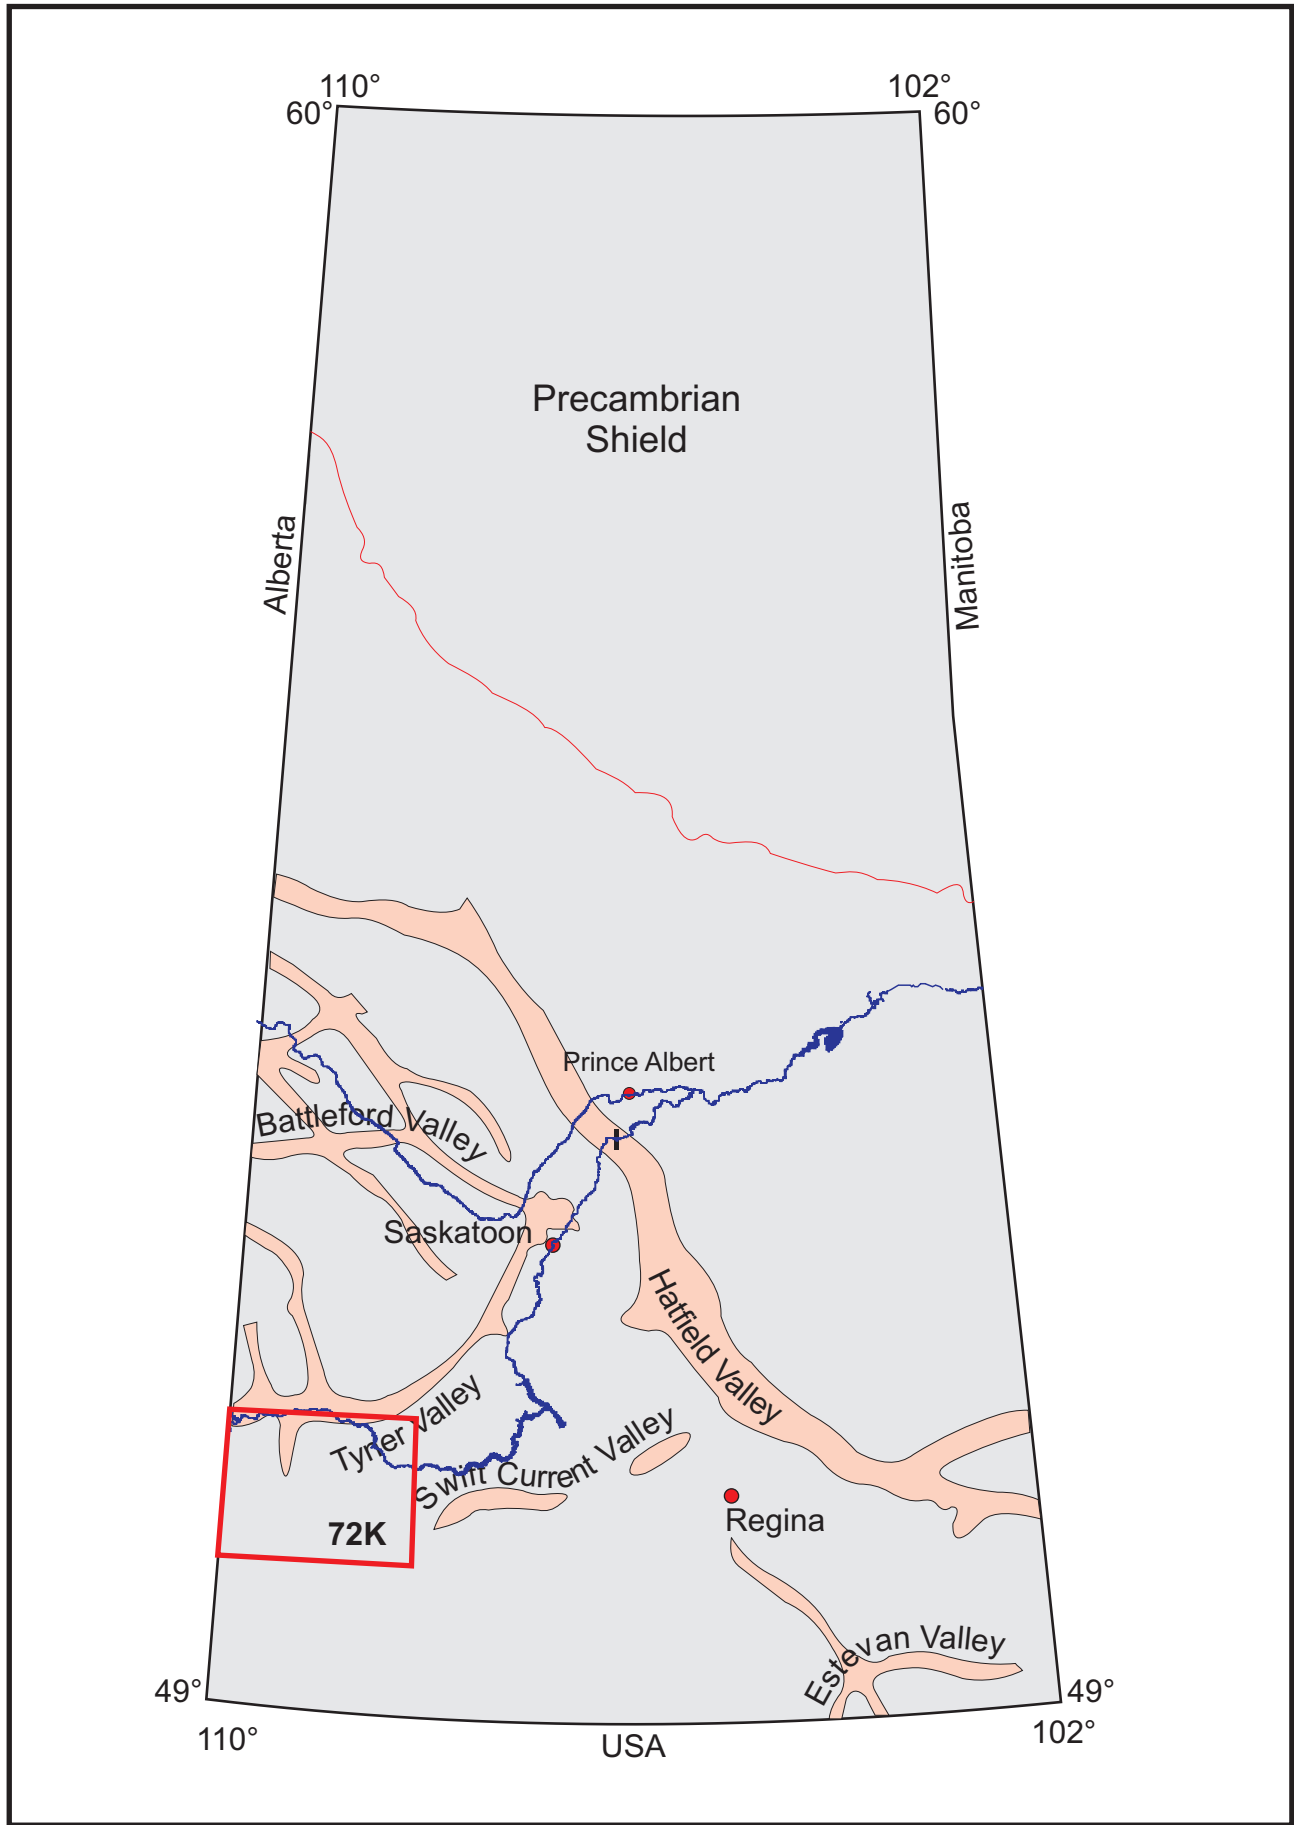 110°
102°
60°
60°
Precambrian
Shield
Alberta
Manitoba
Prince Albert
Battleford Valley
Saskatoon
Hatfield Valley
Tyner Valley
Swift Current Valley
Regina
72K
Estevan Valley
49°
49°
110°
102°
USA